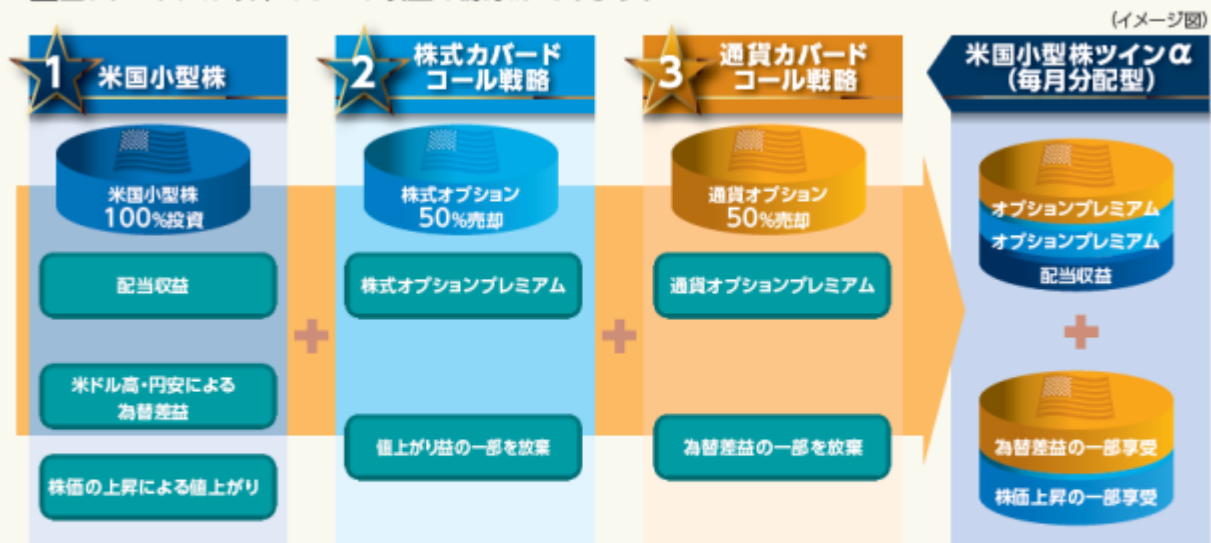 (イメージ図)
1 米国小型株
米国小型株
100%投資
配当収益
米ドル高・円安による
為替差益
株価の上昇による値上がり
2 株式カバード
コール戦略
株式オプション
50%売却
株式オプションプレミアム
値上がり益の一部を放棄
3 通貨カバード
コール戦略
通貨オプション
50%売却
通貨オプションプレミアム
為替差益の一部を放棄
米国小型株ツインα
(毎月分配型)
オプションプレミアム
オプションプレミアム
配当収益
為替差益の一部享受
株価上昇の一部享受